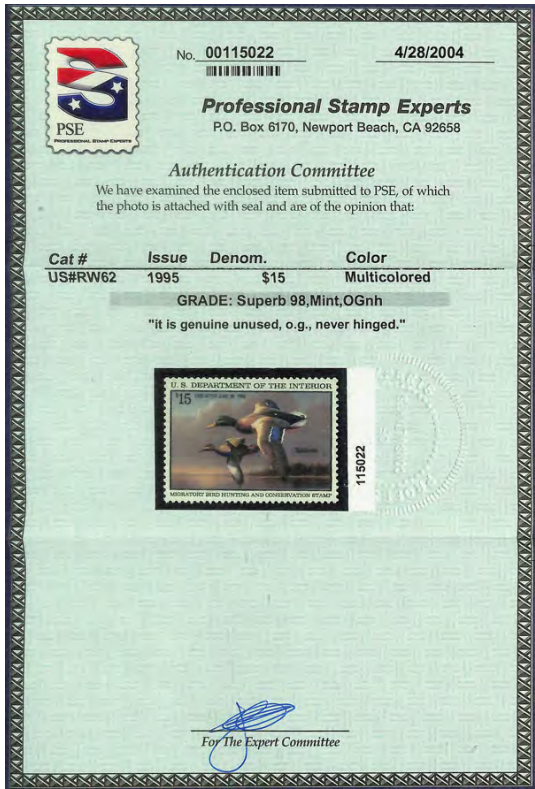 No. 00115022 4/28/2004
PSE
PROFESSIONAL STAMP EXPERTS
Professional Stamp Experts
P.O. Box 6170, Newport Beach, CA 92658
Authentication Committee
We have examined the enclosed item submitted to PSE, of which
the photo is attached with seal and are of the opinion that:
Cat # Issue Denom. Color
US#RW62 1995 $15 Multicolored
GRADE: Superb 98,Mint,OGnh
"it is genuine unused, o.g., never hinged."
U.S. DEPARTMENT OF THE INTERIOR
$15
MIGRATORY BIRD HUNTING AND CONSERVATION STAMP
115022
For The Expert Committee